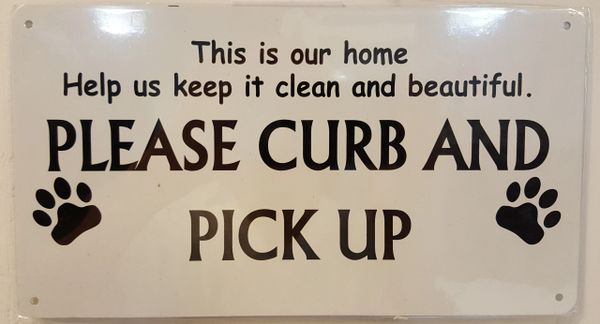 This is our home
Help us keep it clean and beautiful.
PLEASE CURB AND
PICK UP